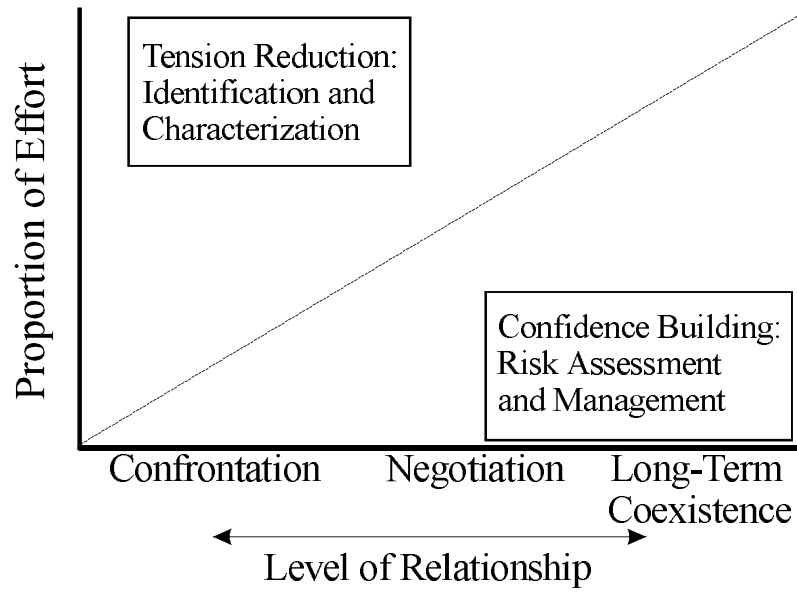 Proportion of Effort
Tension Reduction:
Identification and
Characterization
Confidence Building:
Risk Assessment
and Management
Confrontation
Negotiation
Long-Term
Coexistence
Level of Relationship